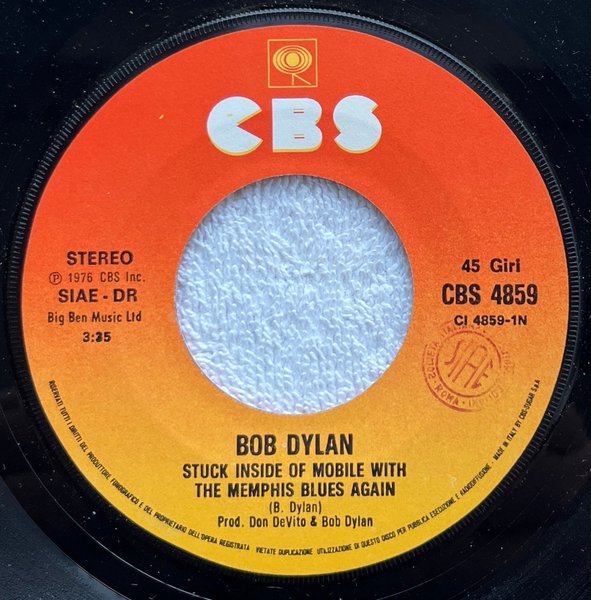 CBS
STEREO
℗ 1976 CBS Inc.
SIAE - DR
Big Ben Music Ltd
3:35
45 Giri
CBS 4859
CI 4859-1N
SOCIETA ITALIANA
SIAE
ROMA
BOB DYLAN
STUCK INSIDE OF MOBILE WITH
THE MEMPHIS BLUES AGAIN
(B. Dylan)
Prod. Don DeVito & Bob Dylan
RISERVATI TUTTI I DIRITTI DEL PRODUTTORE FONOGRAFICO E DEL PROPRIETARIO DELL'OPERA REGISTRATA VIETATE DUPLICAZIONE UTILIZZAZIONE DI QUESTO DISCO PER PUBBLICA ESECUZIONE E RADIODIFFUSIONE. - MADE IN ITALY BY CBS-SUGAR S.P.A